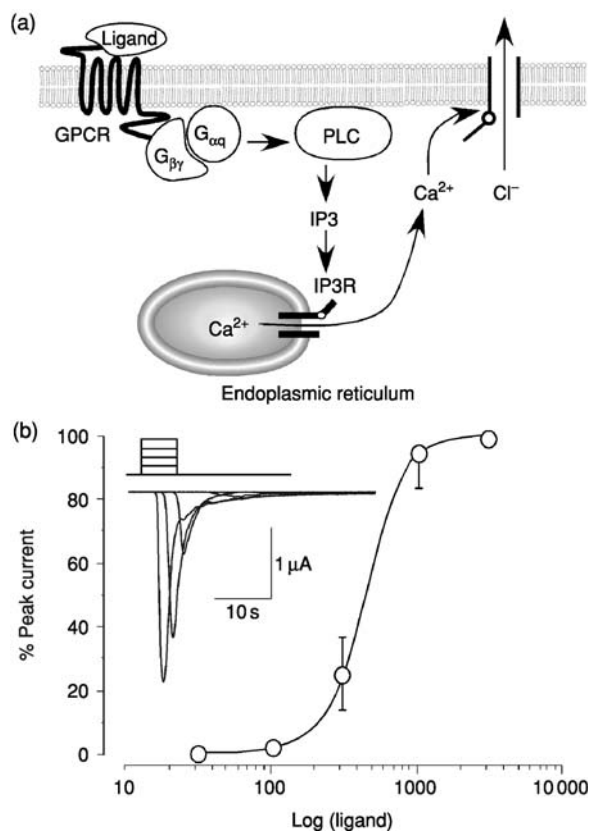 (a)
Ligand
GPCR
Gβγ
Gαq
PLC
IP3
IP3R
Ca2+
Ca2+
Cl−
Endoplasmic reticulum
(b)
100
80
60
40
20
0
% Peak current
1 μA
10 s
10
100
1000
10 000
Log (ligand)